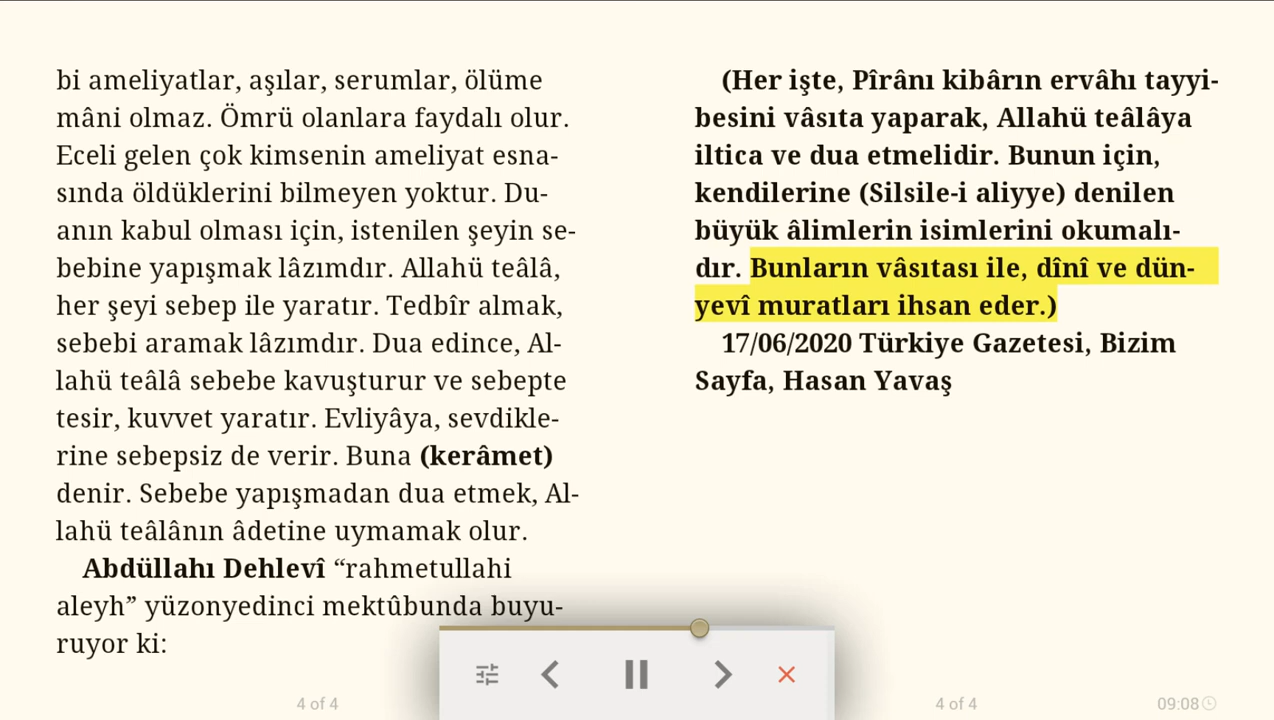 bi ameliyatlar, aşılar, serumlar, ölüme
mâni olmaz. Ömrü olanlara faydalı olur.
Eceli gelen çok kimsenin ameliyat esna-
sında öldüklerini bilmeyen yoktur. Du-
anın kabul olması için, istenilen şeyin se-
bebine yapışmak lâzımdır. Allahü teâlâ,
her şeyi sebep ile yaratır. Tedbîr almak,
sebebi aramak lâzımdır. Dua edince, Al-
lahü teâlâ sebebe kavuşturur ve sebepte
tesir, kuvvet yaratır. Evliyâya, sevdikle-
rine sebepsiz de verir. Buna (kerâmet)
denir. Sebebe yapışmadan dua etmek, Al-
lahü teâlânın âdetine uymamak olur.
Abdüllahı Dehlevî “rahmetullahi
aleyh” yüzonyedinci mektûbunda buyu-
ruyor ki:
4 of 4
(Her işte, Pîrânı kibârın ervâhı tayyi-
besini vâsıta yaparak, Allahü teâlâya
iltica ve dua etmelidir. Bunun için,
kendilerine (Silsile-i aliyye) denilen
büyük âlimlerin isimlerini okumalı-
dır. Bunların vâsıtası ile, dînî ve dün-
yevî muratları ihsan eder.)
17/06/2020 Türkiye Gazetesi, Bizim
Sayfa, Hasan Yavaş
4 of 4
09:08